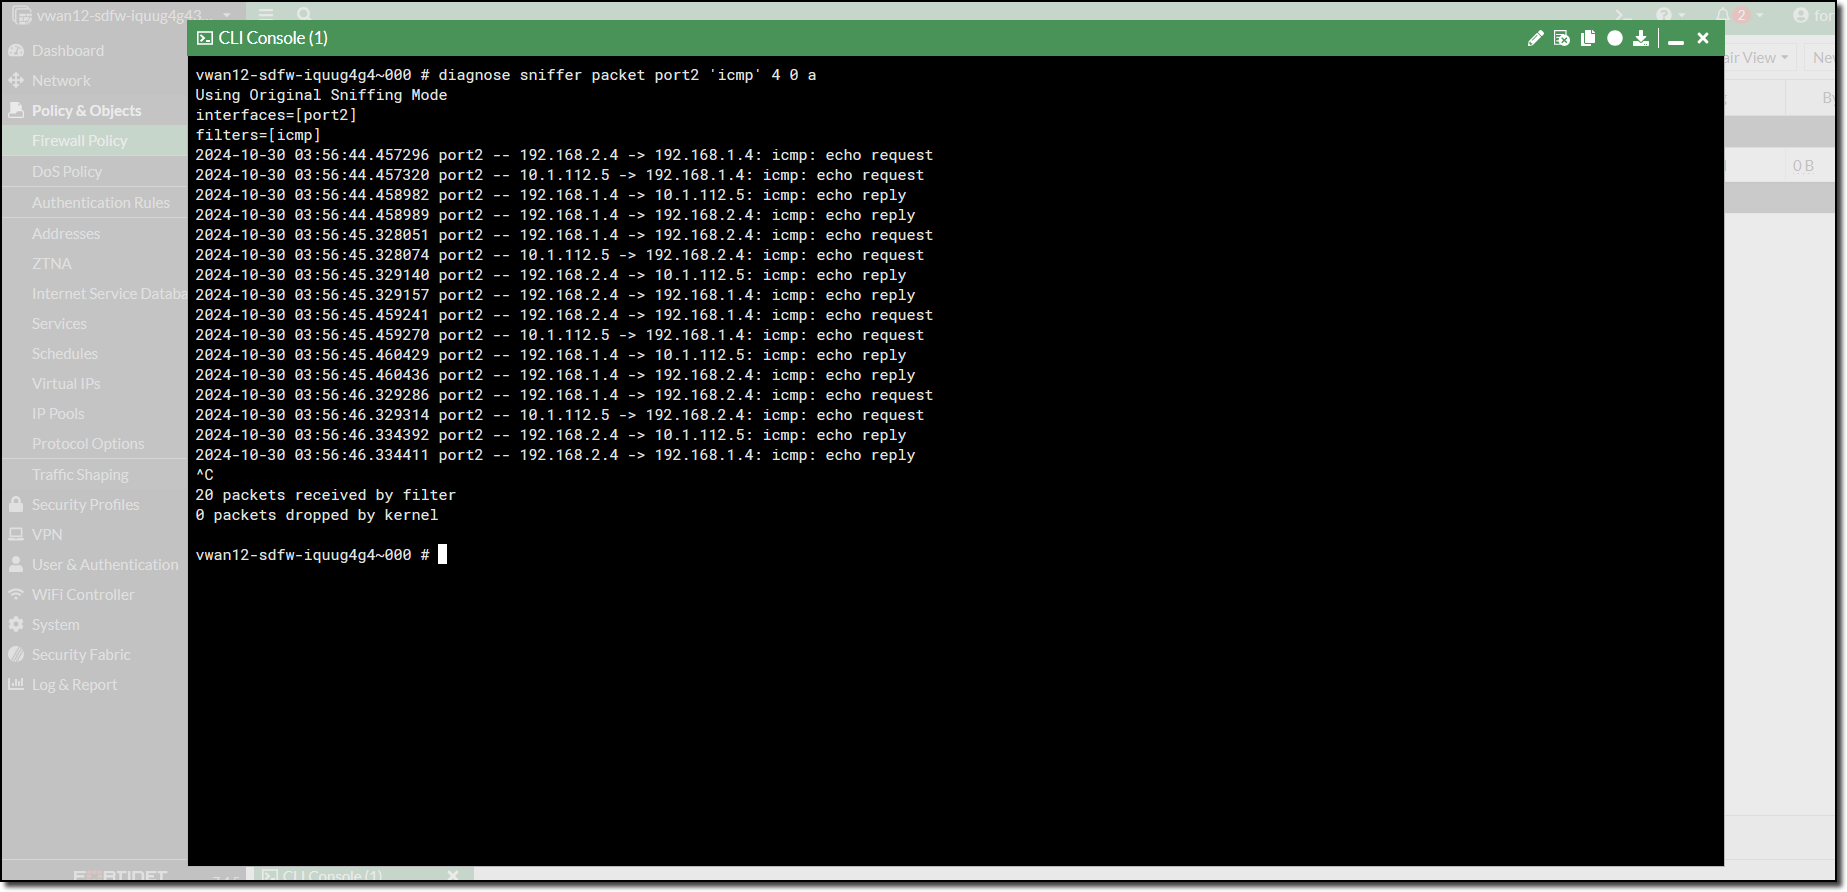 vwan12-sdfw-iquug4g43...
2
for
CLI Console (1)
Dashboard
Network
Policy & Objects
Firewall Policy
DoS Policy
Authentication Rules
Addresses
ZTNA
Internet Service Databa
Services
Schedules
Virtual IPs
IP Pools
Protocol Options
Traffic Shaping
Security Profiles
VPN
User & Authentication
WiFi Controller
System
Security Fabric
Log & Report
vwan12-sdfw-iquug4g4~000 # diagnose sniffer packet port2 'icmp' 4 0 a
Using Original Sniffing Mode
interfaces=[port2]
filters=[icmp]
2024-10-30 03:56:44.457296 port2 -- 192.168.2.4 -> 192.168.1.4: icmp: echo request
2024-10-30 03:56:44.457320 port2 -- 10.1.112.5 -> 192.168.1.4: icmp: echo request
2024-10-30 03:56:44.458982 port2 -- 192.168.1.4 -> 10.1.112.5: icmp: echo reply
2024-10-30 03:56:44.458989 port2 -- 192.168.1.4 -> 192.168.2.4: icmp: echo reply
2024-10-30 03:56:45.328051 port2 -- 192.168.1.4 -> 192.168.2.4: icmp: echo request
2024-10-30 03:56:45.328074 port2 -- 10.1.112.5 -> 192.168.2.4: icmp: echo request
2024-10-30 03:56:45.329140 port2 -- 192.168.2.4 -> 10.1.112.5: icmp: echo reply
2024-10-30 03:56:45.329157 port2 -- 192.168.2.4 -> 192.168.1.4: icmp: echo reply
2024-10-30 03:56:45.459241 port2 -- 192.168.2.4 -> 192.168.1.4: icmp: echo request
2024-10-30 03:56:45.459270 port2 -- 10.1.112.5 -> 192.168.1.4: icmp: echo request
2024-10-30 03:56:45.460429 port2 -- 192.168.1.4 -> 10.1.112.5: icmp: echo reply
2024-10-30 03:56:45.460436 port2 -- 192.168.1.4 -> 192.168.2.4: icmp: echo reply
2024-10-30 03:56:46.329286 port2 -- 192.168.1.4 -> 192.168.2.4: icmp: echo request
2024-10-30 03:56:46.329314 port2 -- 10.1.112.5 -> 192.168.2.4: icmp: echo request
2024-10-30 03:56:46.334392 port2 -- 192.168.2.4 -> 10.1.112.5: icmp: echo reply
2024-10-30 03:56:46.334411 port2 -- 192.168.2.4 -> 192.168.1.4: icmp: echo reply
^C
20 packets received by filter
0 packets dropped by kernel
vwan12-sdfw-iquug4g4~000 #
air View
0 B
CLI Console (1)